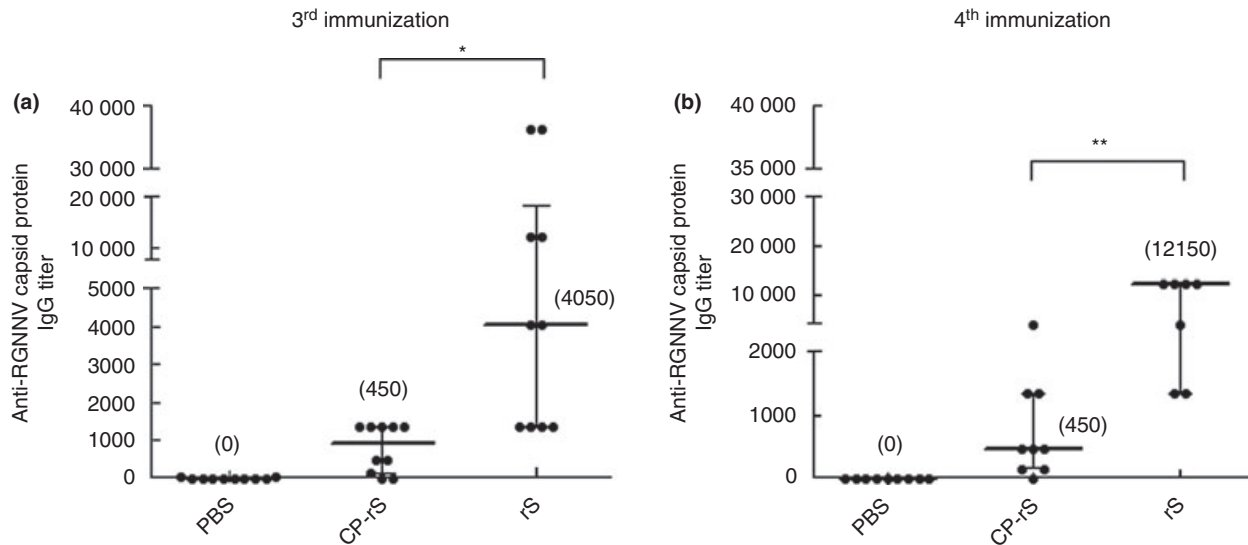 3rd immunization
4th immunization
(a)
Anti-RGNNV capsid protein
IgG titer
40 000
30 000
20 000
10 000
5000
4000
3000
2000
1000
0
*
(0)
(450)
(4050)
PBS
CP-rS
rS
(b)
Anti-RGNNV capsid protein
IgG titer
40 000
35 000
30 000
20 000
10 000
2000
1000
0
**
(0)
(450)
(12150)
PBS
CP-rS
rS